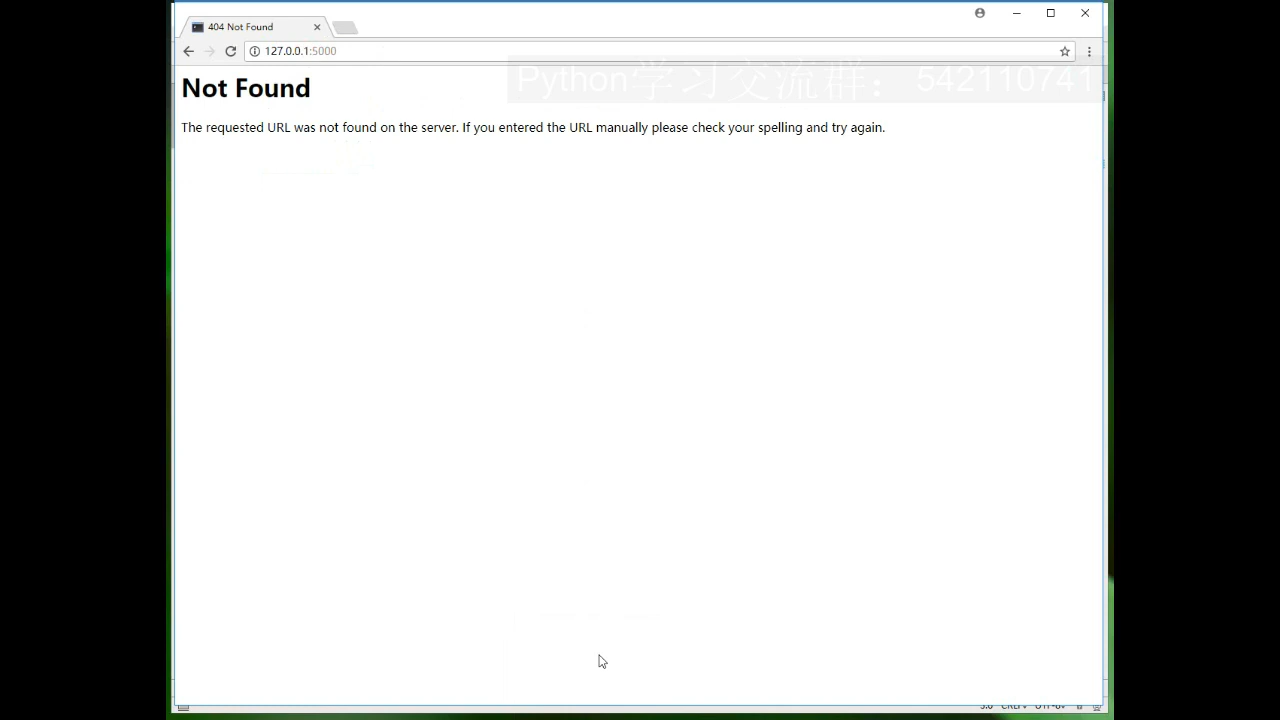 404 Not Found
127.0.0.1:5000
Python学习交流群： 542110741
Not Found
The requested URL was not found on the server. If you entered the URL manually please check your spelling and try again.